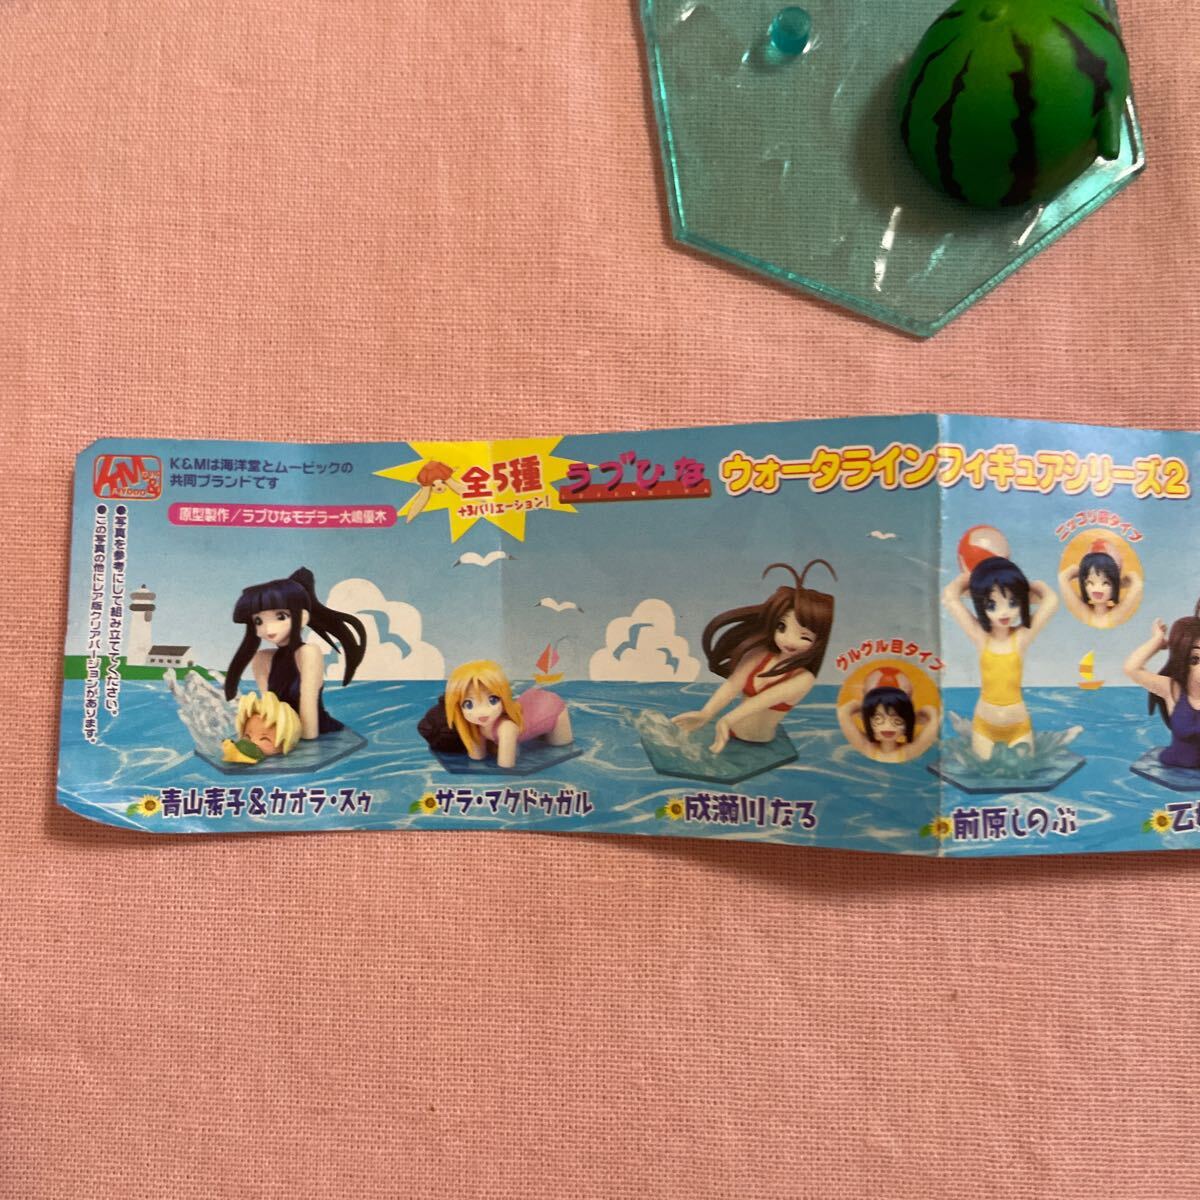 K&M
K&Mは海洋堂とムービックの
共同ブランドです
原型製作／ラブひなモデラー大嶋優木
●写真を参考にして組み立てください。
●この写真の他にレア版クリアバージョンがあります。
全5種
+3バリエーション!
ラブひな
ウォータラインフィギュアシリーズ2
ニッコリ目タイプ
グルグル目タイプ
青山素子&カオラ・スゥ
サラ・マクドゥガル
成瀬川なる
前原しのぶ
乙